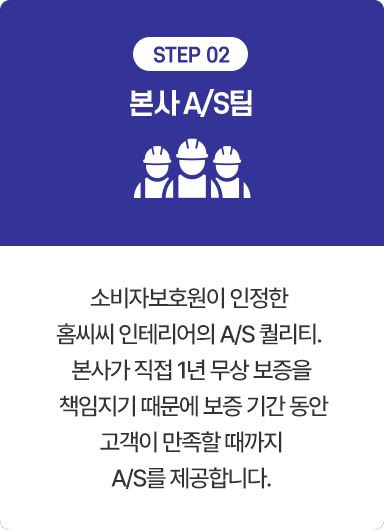 STEP 02
본사 A/S팀
소비자보호원이 인정한
홈씨씨 인테리어의 A/S 퀄리티.
본사가 직접 1년 무상 보증을
책임지기 때문에 보증 기간 동안
고객이 만족할 때까지
A/S를 제공합니다.